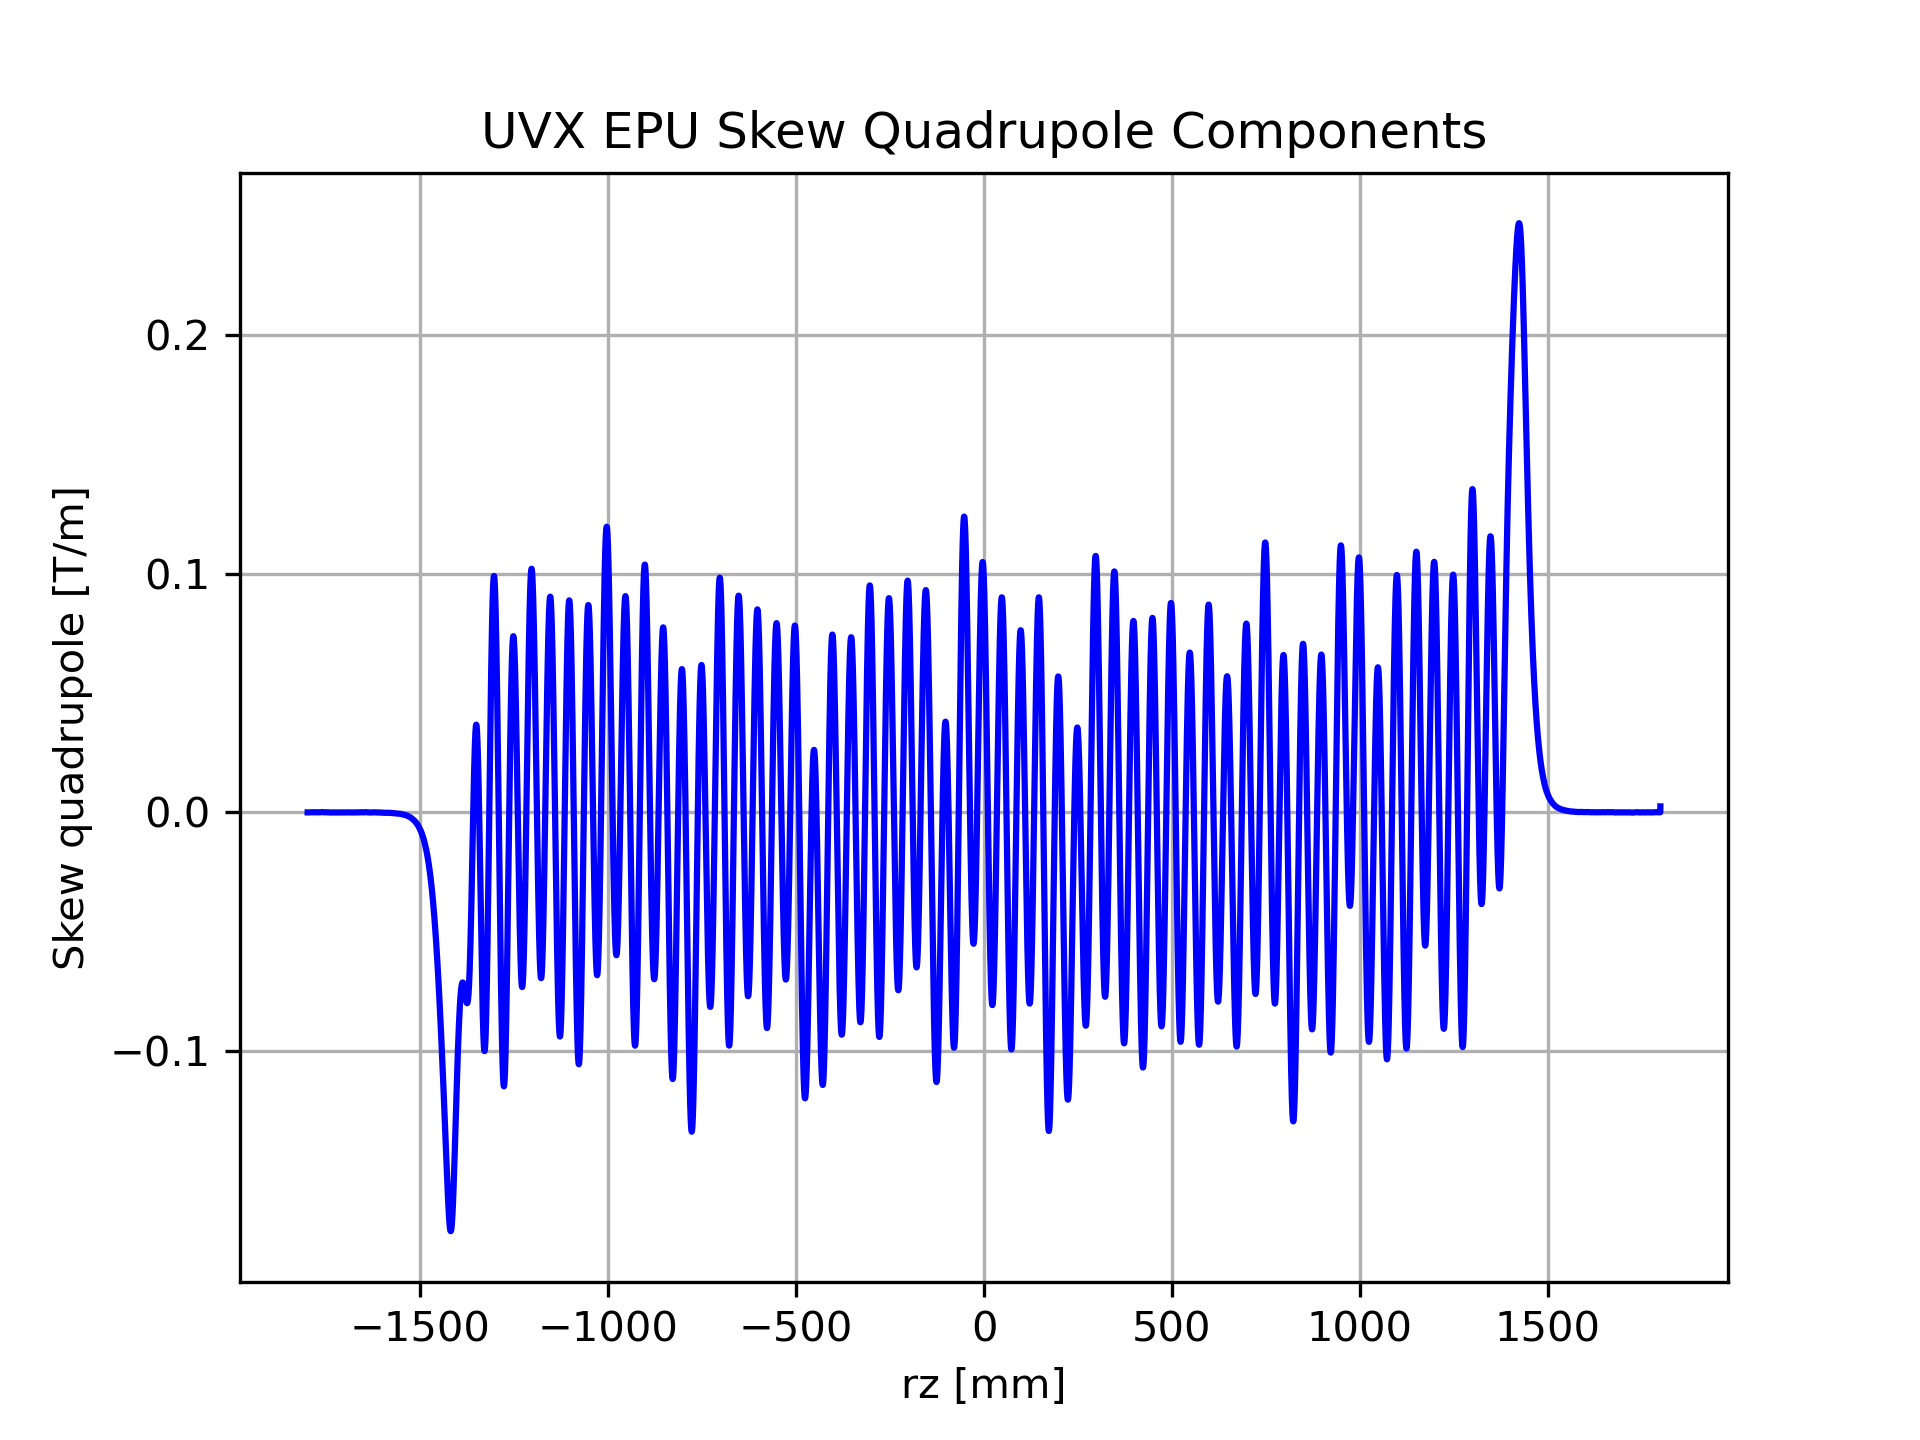 UVX EPU Skew Quadrupole Components
Skew quadrupole [T/m]
0.2
0.1
0.0
−0.1
−1500 −1000 −500 0 500 1000 1500
rz [mm]